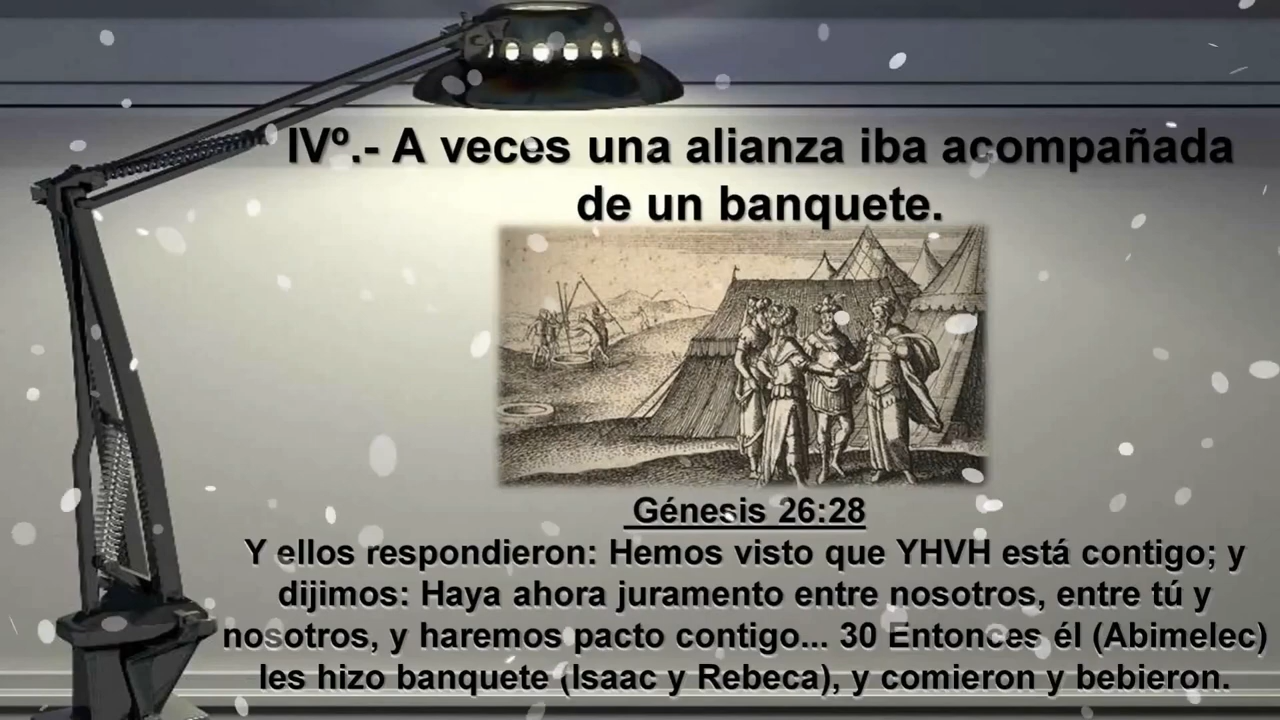 IVº.- A veces una alianza iba acompañada
de un banquete.
Génesis 26:28
Y ellos respondieron: Hemos visto que YHVH está contigo; y
dijimos: Haya ahora juramento entre nosotros, entre tú y
nosotros, y haremos pacto contigo... 30 Entonces él (Abimelec)
les hizo banquete (Isaac y Rebeca), y comieron y bebieron.